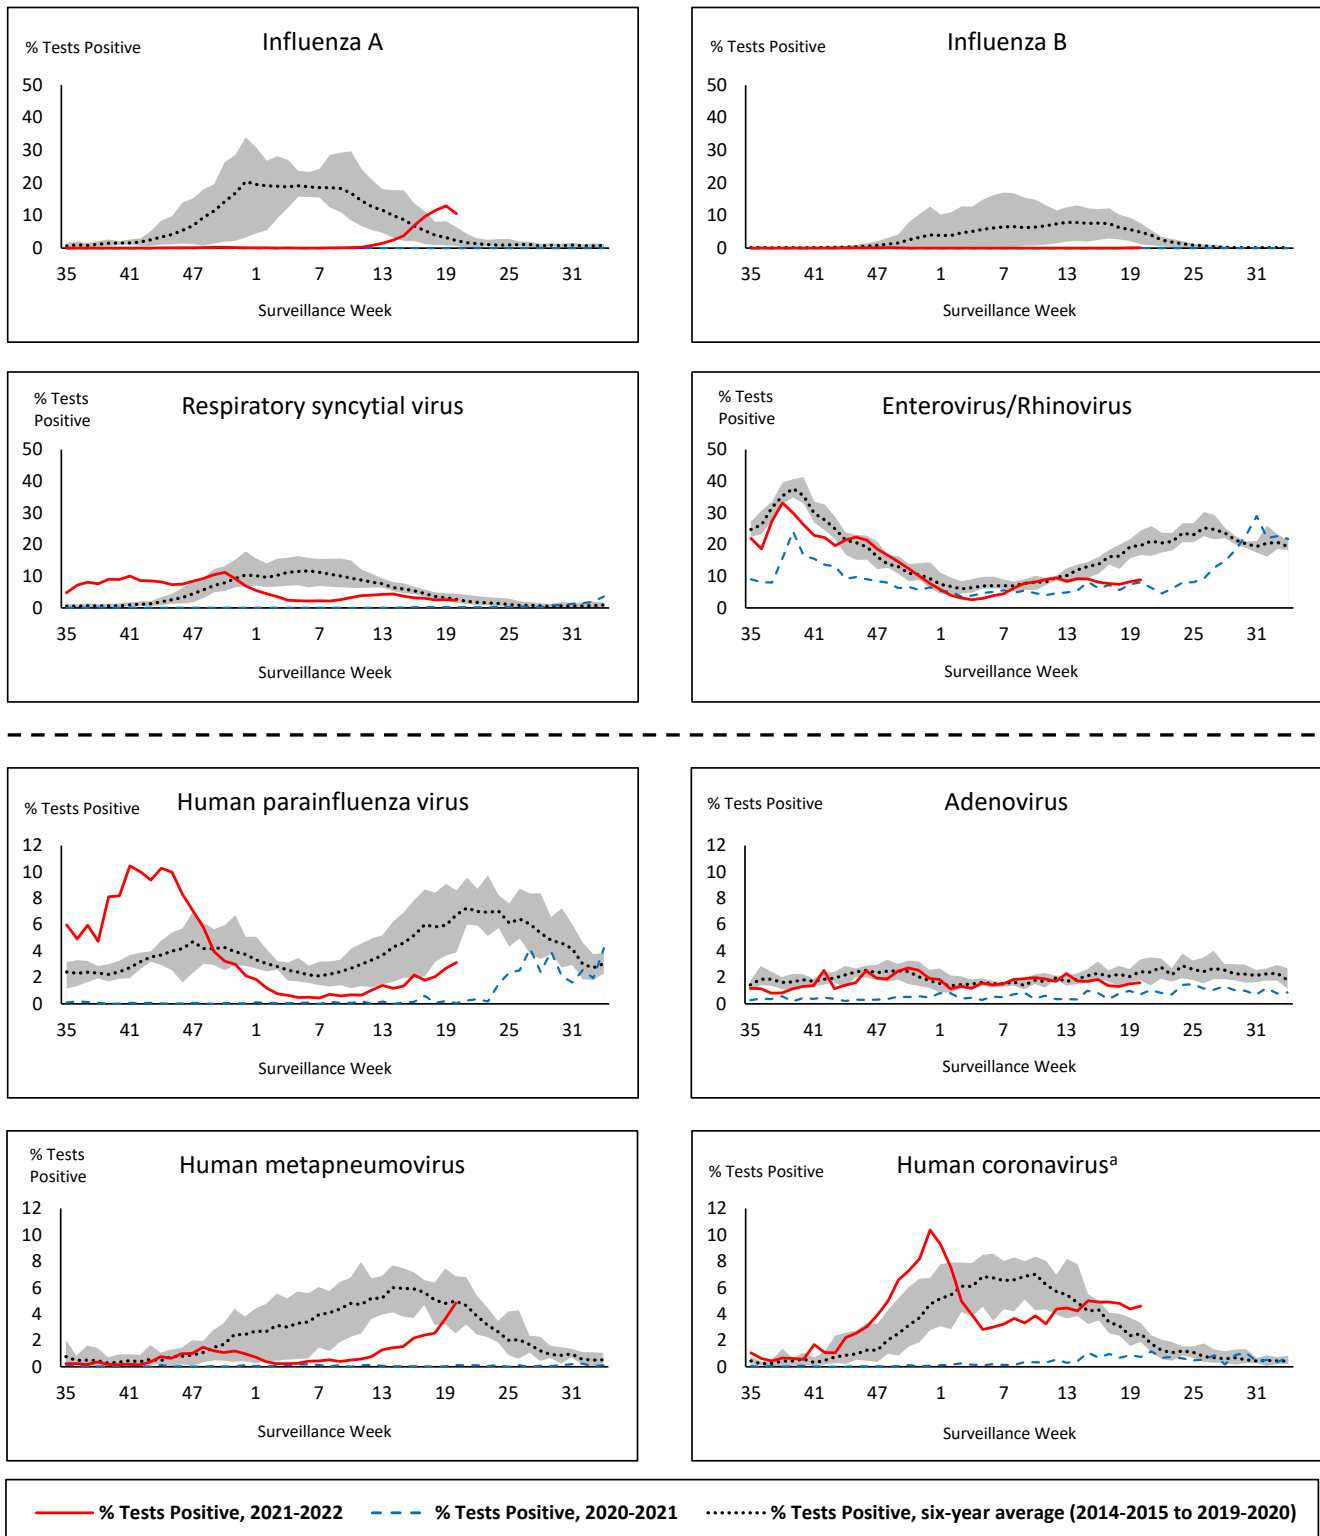 Influenza A
% Tests Positive
50
40
30
20
10
0
35 41 47 1 7 13 19 25 31
Surveillance Week
Influenza B
% Tests Positive
50
40
30
20
10
0
35 41 47 1 7 13 19 25 31
Surveillance Week
% Tests
Positive
Respiratory syncytial virus
50
40
30
20
10
0
35 41 47 1 7 13 19 25 31
Surveillance Week
% Tests
Positive
Enterovirus/Rhinovirus
50
40
30
20
10
0
35 41 47 1 7 13 19 25 31
Surveillance Week
% Tests Positive
Human parainfluenza virus
12
10
8
6
4
2
0
35 41 47 1 7 13 19 25 31
Surveillance Week
% Tests Positive
Adenovirus
12
10
8
6
4
2
0
35 41 47 1 7 13 19 25 31
Surveillance Week
% Tests
Positive
Human metapneumovirus
12
10
8
6
4
2
0
35 41 47 1 7 13 19 25 31
Surveillance Week
% Tests Positive
Human coronavirusª
12
10
8
6
4
2
0
35 41 47 1 7 13 19 25 31
Surveillance Week
% Tests Positive, 2021-2022 % Tests Positive, 2020-2021 % Tests Positive, six-year average (2014-2015 to 2019-2020)